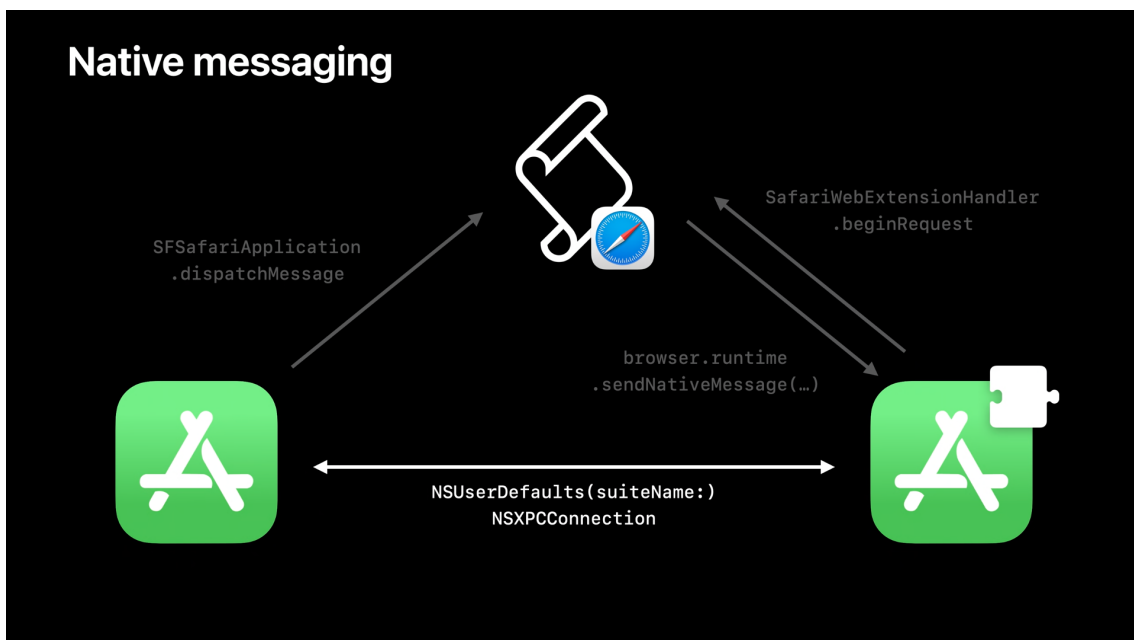 Native messaging
SafariWebExtensionHandler
.beginRequest
SFSafariApplication
.dispatchMessage
browser.runtime
.sendNativeMessage(…)
NSUserDefaults(suiteName:)
NSXPCConnection